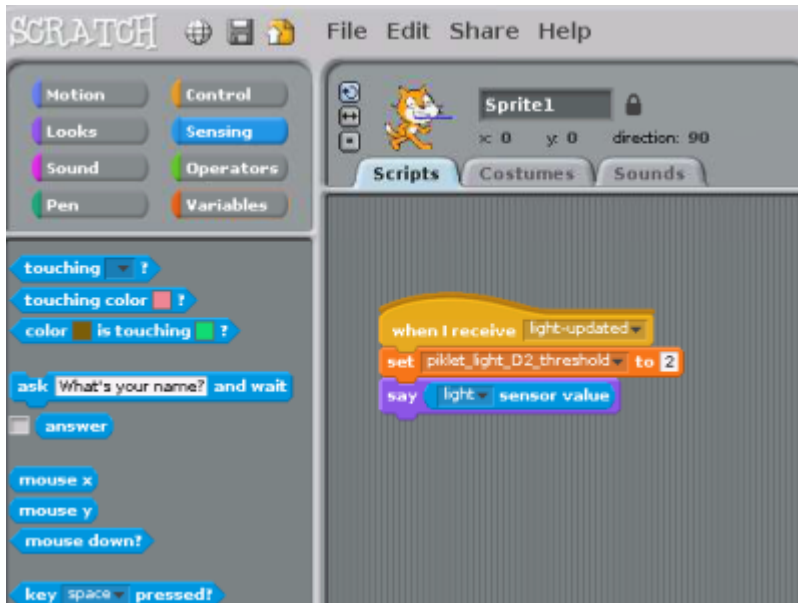 SCRATCH File Edit Share Help
Motion Control
Looks Sensing
Sound Operators
Pen Variables
Sprite1
x: 0 y: 0 direction: 90
Scripts Costumes Sounds
touching ?
touching color ?
color is touching ?
ask What's your name? and wait
answer
mouse x
mouse y
mouse down?
key space pressed?
when I receive light-updated
set piklet_light_D2_threshold to 2
say light sensor value